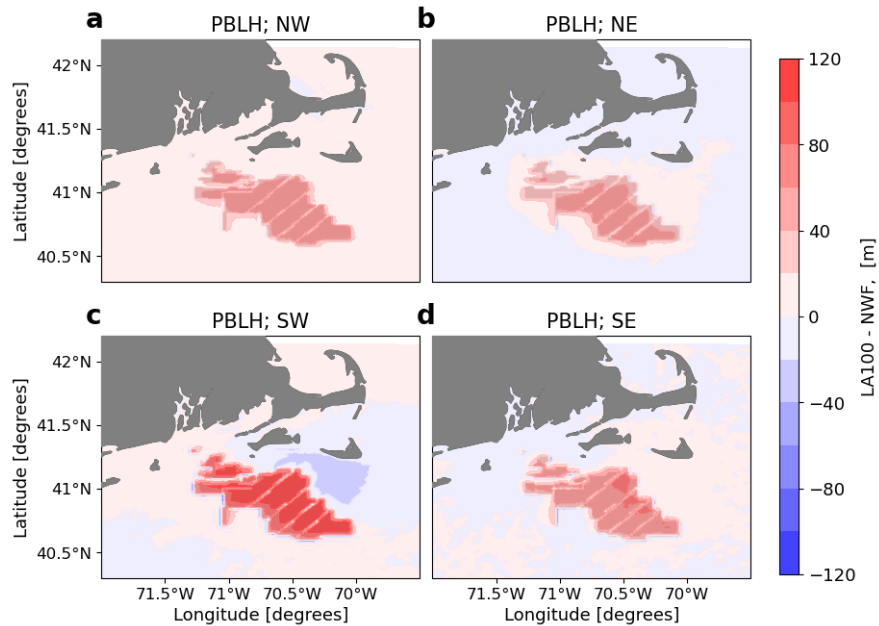 a PBLH; NW
b PBLH; NE
42°N
41.5°N
41°N
40.5°N
Latitude [degrees]
c PBLH; SW
d PBLH; SE
42°N
41.5°N
41°N
40.5°N
Latitude [degrees]
71.5°W 71°W 70.5°W 70°W
Longitude [degrees]
71.5°W 71°W 70.5°W 70°W
Longitude [degrees]
120
80
40
0
−40
−80
−120
LA100 - NWF, [m]